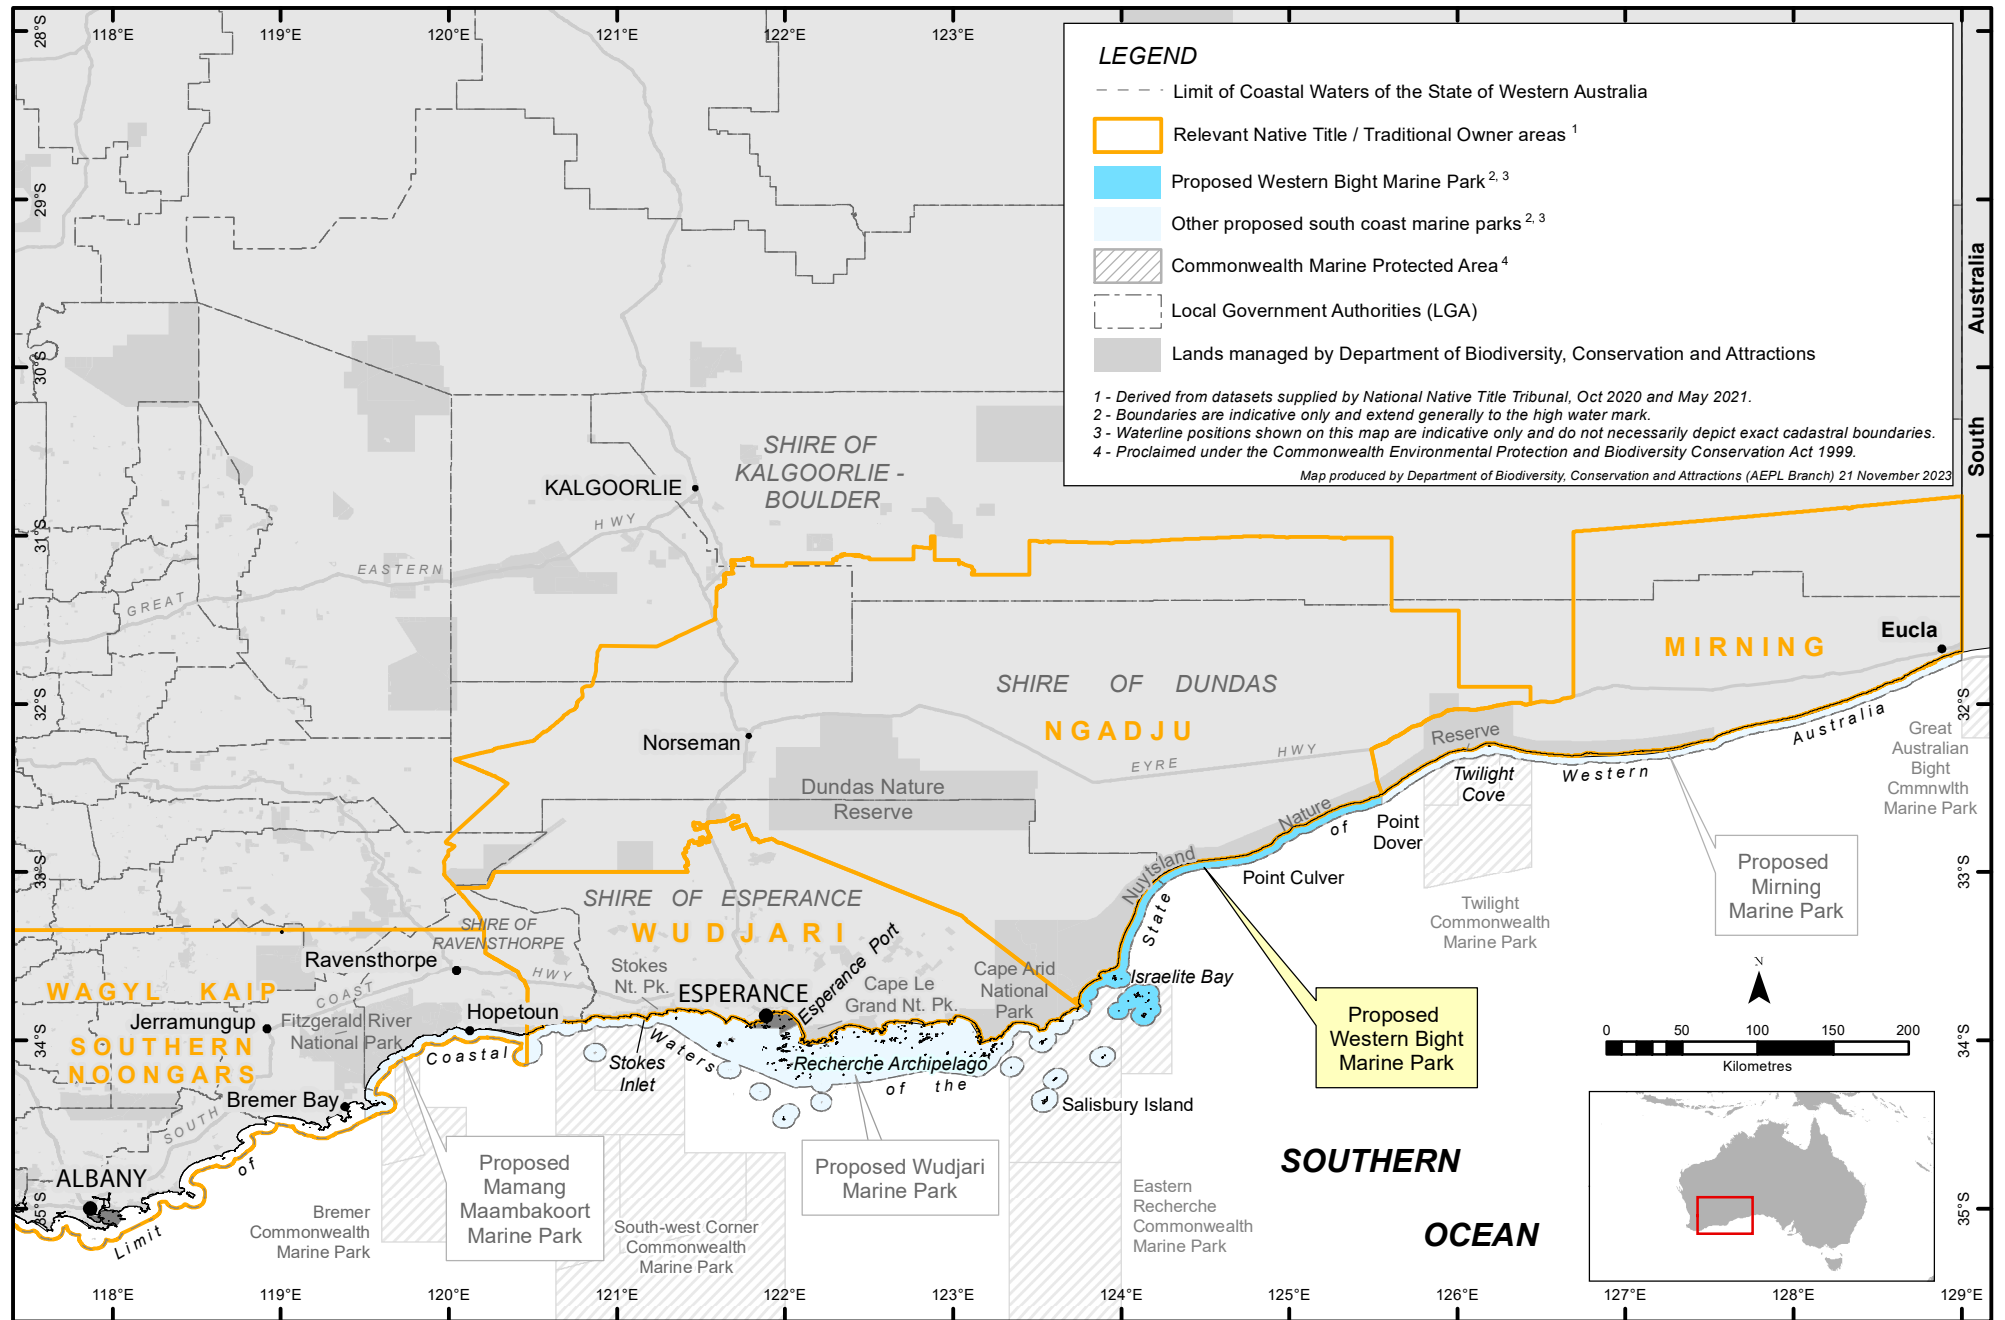 118°E
119°E
120°E
121°E
122°E
123°E
28°S
29°S
30°S
31°S
32°S
33°S
34°S
35°S
LEGEND
Limit of Coastal Waters of the State of Western Australia
Relevant Native Title / Traditional Owner areas 1
Proposed Western Bight Marine Park 2, 3
Other proposed south coast marine parks 2, 3
Commonwealth Marine Protected Area 4
Local Government Authorities (LGA)
Lands managed by Department of Biodiversity, Conservation and Attractions
1 - Derived from datasets supplied by National Native Title Tribunal, Oct 2020 and May 2021.
2 - Boundaries are indicative only and extend generally to the high water mark.
3 - Waterline positions shown on this map are indicative only and do not necessarily depict exact cadastral boundaries.
4 - Proclaimed under the Commonwealth Environmental Protection and Biodiversity Conservation Act 1999.
Map produced by Department of Biodiversity, Conservation and Attractions (AEPL Branch) 21 November 2023
South Australia
SHIRE OF
KALGOORLIE -
BOULDER
KALGOORLIE
GREAT EASTERN HWY
Eucla
MIRNING
SHIRE OF DUNDAS
NGADJU
Norseman
EYRE HWY
Dundas Nature
Reserve
Nuytsland Nature Reserve
Twilight
Cove
Point
Dover
Point Culver
Great
Australian
Bight
Cmmnwlth
Marine Park
Proposed
Mirning
Marine Park
Twilight
Commonwealth
Marine Park
SHIRE OF ESPERANCE
WUDJARI
SHIRE OF
RAVENSTHORPE
Ravensthorpe
Stokes
Nt. Pk.
ESPERANCE
Esperance Port
Cape Le
Grand Nt. Pk.
Cape Arid
National
Park
Israelite Bay
WAGYL KAIP
Jerramungup
SOUTHERN
NOONGARS
Fitzgerald River
National Park
Hopetoun
SOUTH COAST HWY
Bremer Bay
ALBANY
Stokes
Inlet
Recherche Archipelago
Salisbury Island
Limit of Coastal Waters of the State of Western Australia
Proposed
Western Bight
Marine Park
Proposed
Mamang
Maambakoort
Marine Park
Proposed Wudjari
Marine Park
Bremer
Commonwealth
Marine Park
South-west Corner
Commonwealth
Marine Park
Eastern
Recherche
Commonwealth
Marine Park
SOUTHERN
OCEAN
N
0 50 100 150 200
Kilometres
32°S
33°S
34°S
35°S
118°E
119°E
120°E
121°E
122°E
123°E
124°E
125°E
126°E
127°E
128°E
129°E